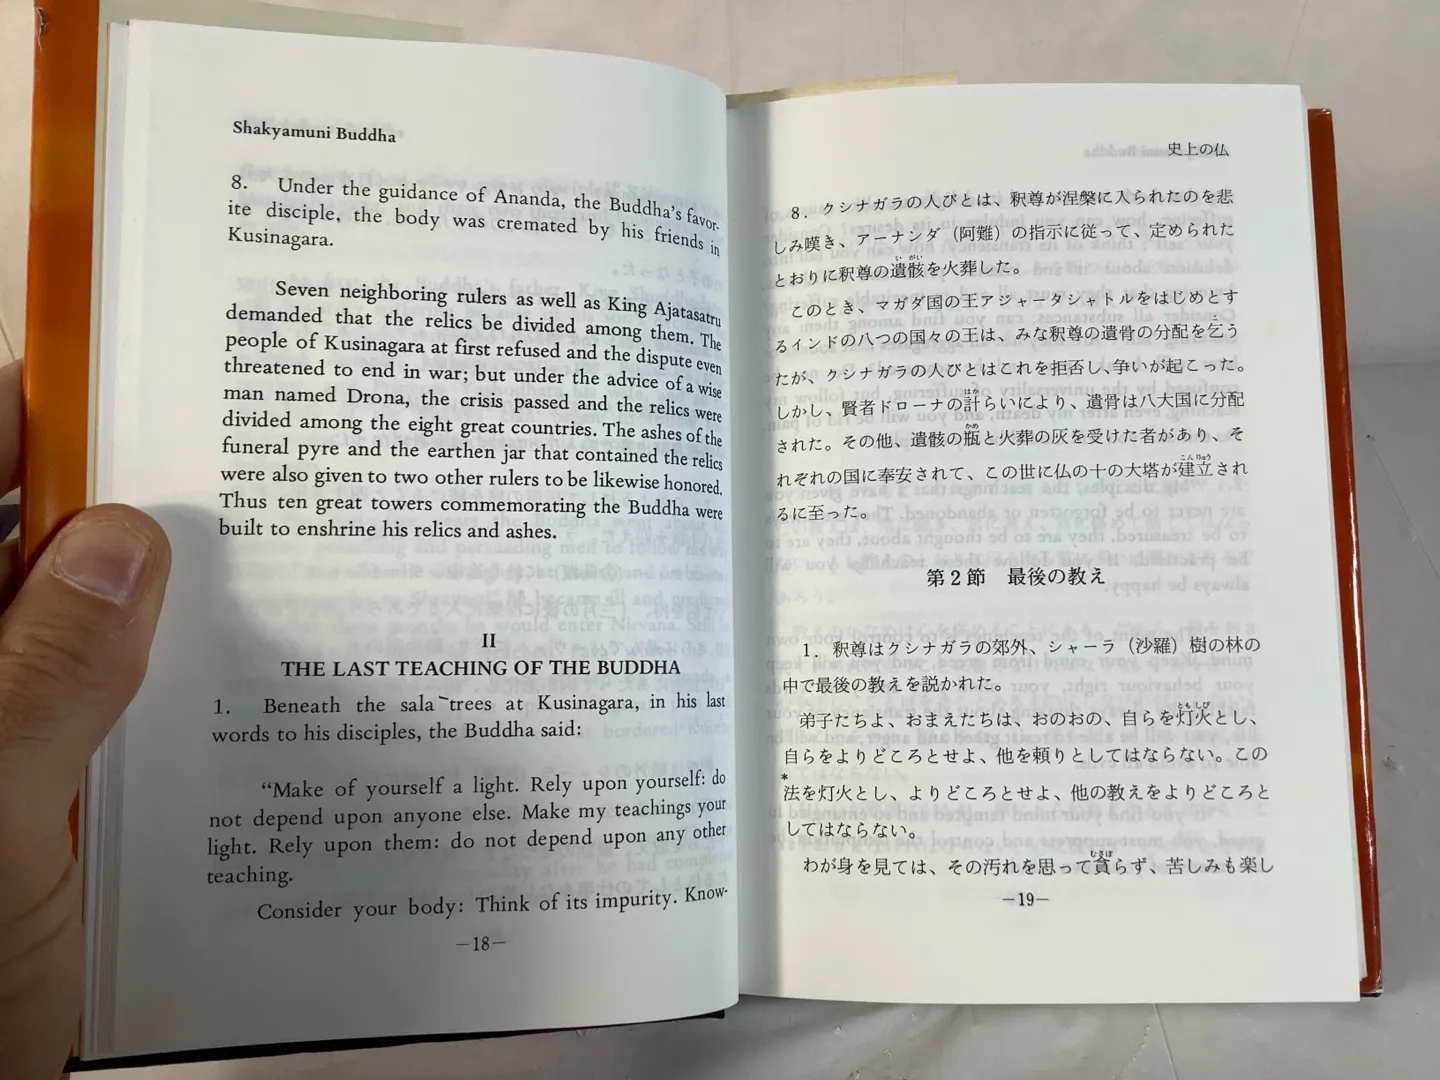 Shakyamuni Buddha
8. Under the guidance of Ananda, the Buddha's favor-
ite disciple, the body was cremated by his friends in
Kusinagara.
Seven neighboring rulers as well as King Ajatasatru
demanded that the relics be divided among them. The
people of Kusinagara at first refused and the dispute even
threatened to end in war; but under the advice of a wise
man named Drona, the crisis passed and the relics were
divided among the eight great countries. The ashes of the
funeral pyre and the earthen jar that contained the relics
were also given to two other rulers to be likewise honored.
Thus ten great towers commemorating the Buddha were
built to enshrine his relics and ashes.
II
THE LAST TEACHING OF THE BUDDHA
1. Beneath the sala trees at Kusinagara, in his last
words to his disciples, the Buddha said:
“Make of yourself a light. Rely upon yourself: do
not depend upon anyone else. Make my teachings your
light. Rely upon them: do not depend upon any other
teaching.
Consider your body: Think of its impurity. Know-
—18—
史上の仏
8．クシナガラの人びとは、釈尊が涅槃に入られたのを悲
しみ嘆き、アーナンダ（阿難）の指示に従って、定められた
とおりに釈尊の遺骸を火葬した。
このとき、マガダ国の王アジャータシャトルをはじめとす
るインドの八つの国々の王は、みな釈尊の遺骨の分配を乞う
たが、クシナガラの人びとはこれを拒否し、争いが起こった。
しかし、賢者ドローナの計らいにより、遺骨は八大国に分配
された。その他、遺骸の瓶と火葬の灰を受けた者があり、そ
れぞれの国に奉安されて、この世に仏の十の大塔が建立され
るに至った。
第2節　最後の教え
1．釈尊はクシナガラの郊外、シャーラ（沙羅）樹の林の
中で最後の教えを説かれた。
弟子たちよ、おまえたちは、おのおの、自らを灯火とし、
自らをよりどころとせよ、他を頼りとしてはならない。この
*法を灯火とし、よりどころとせよ、他の教えをよりどころと
してはならない。
わが身を見ては、その汚れを思って貪らず、苦しみも楽し
—19—